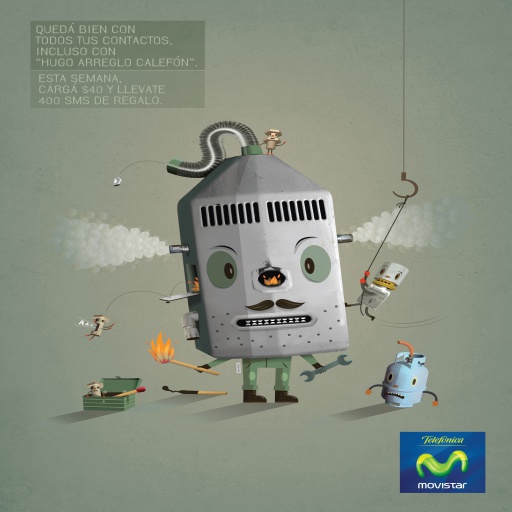 QUEDÁ BIEN CON
TODOS TUS CONTACTOS,
INCLUSO CON
"HUGO ARREGLO CALEFÓN".
ESTA SEMANA,
CARGÁ $40 Y LLEVATE
400 SMS DE REGALO.
Telefónica
movistar